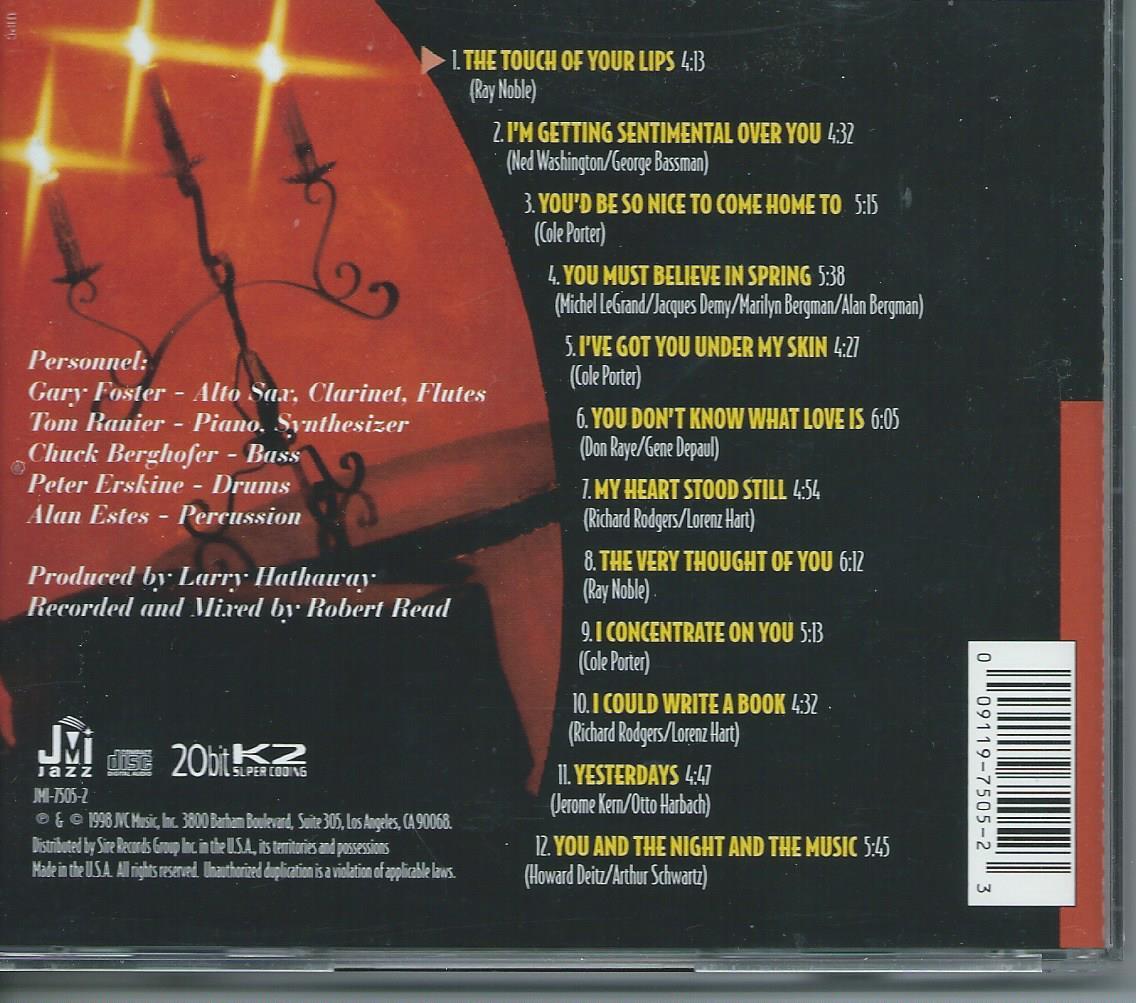 1. THE TOUCH OF YOUR LIPS 4:13
(Ray Noble)
2. I'M GETTING SENTIMENTAL OVER YOU 4:32
(Ned Washington/George Bassman)
3. YOU'D BE SO NICE TO COME HOME TO 5:15
(Cole Porter)
4. YOU MUST BELIEVE IN SPRING 5:38
(Michel LeGrand/Jacques Demy/Marilyn Bergman/Alan Bergman)
5. I'VE GOT YOU UNDER MY SKIN 4:27
(Cole Porter)
6. YOU DON'T KNOW WHAT LOVE IS 6:05
(Don Raye/Gene Depaul)
7. MY HEART STOOD STILL 4:54
(Richard Rodgers/Lorenz Hart)
8. THE VERY THOUGHT OF YOU 6:12
(Ray Noble)
9. I CONCENTRATE ON YOU 5:13
(Cole Porter)
10. I COULD WRITE A BOOK 4:32
(Richard Rodgers/Lorenz Hart)
11. YESTERDAYS 4:47
(Jerome Kern/Otto Harbach)
12. YOU AND THE NIGHT AND THE MUSIC 5:45
(Howard Deitz/Arthur Schwartz)
Personnel:
Gary Foster - Alto Sax, Clarinet, Flutes
Tom Ranier - Piano, Synthesizer
Chuck Berghofer - Bass
Peter Erskine - Drums
Alan Estes - Percussion
Produced by Larry Hathaway
Recorded and Mixed by Robert Read
JMI JAZZ
COMPACT disc DIGITAL AUDIO
20bit K2 SUPER CODING
JMI-7505-2
℗ & © 1998 JVC Music, Inc. 3800 Barham Boulevard, Suite 305, Los Angeles, CA 90068.
Distributed by Sire Records Group Inc. in the U.S.A., its territories and possessions
Made in the U.S.A. All rights reserved. Unauthorized duplication is a violation of applicable laws.
0 09119-7505-2 3